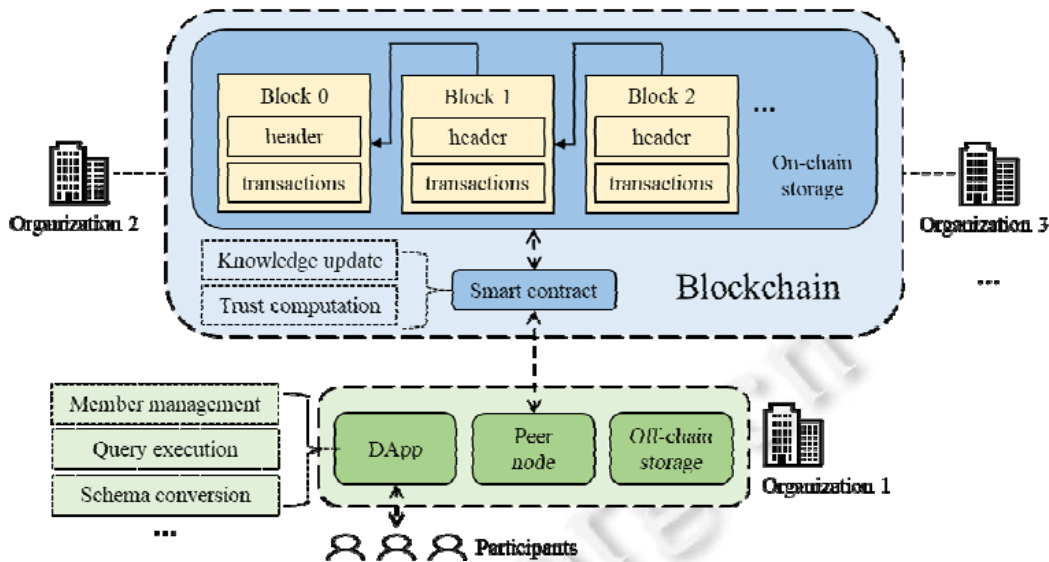 Block 0
Block 1
Block 2
...
header
header
header
transactions
transactions
transactions
On-chain
storage
Organization 2
Organization 3
...
Knowledge update
Trust computation
Smart contract
Blockchain
Member management
Query execution
Schema conversion
...
DApp
Peer
node
Off-chain
storage
Organization 1
Participants